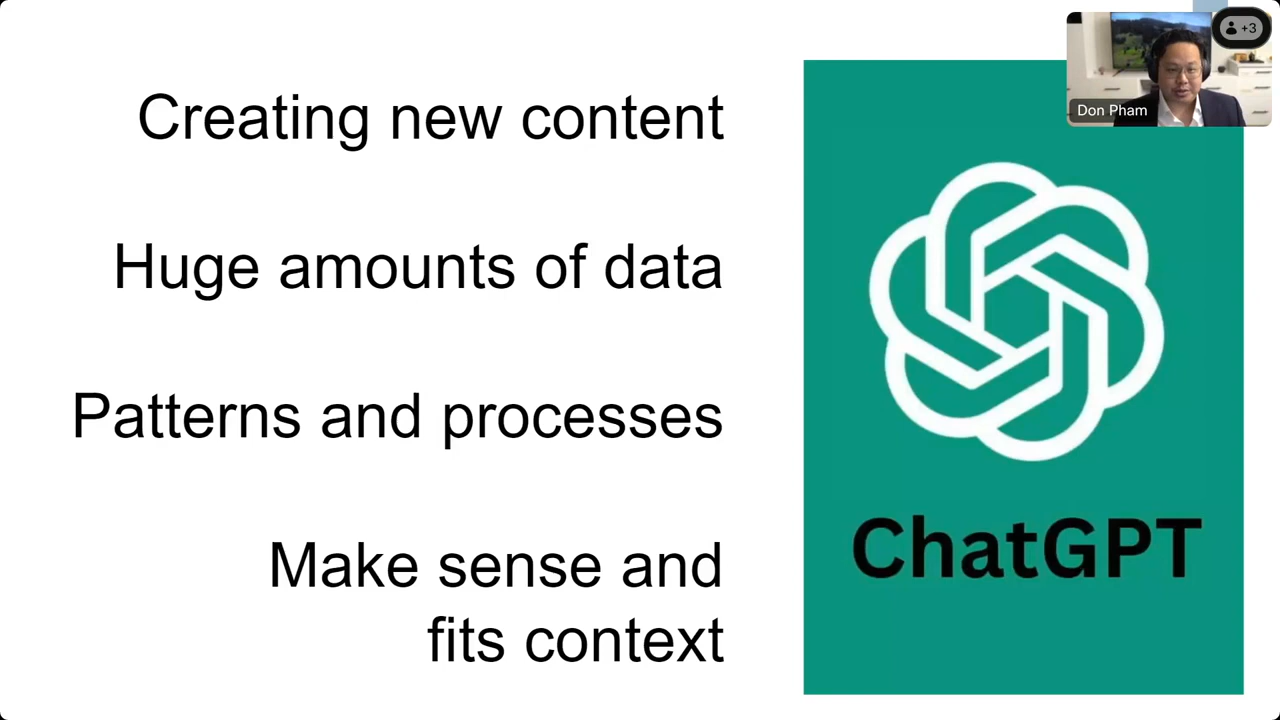 Creating new content
Huge amounts of data
Patterns and processes
Make sense and
fits context
ChatGPT
Don Pham
+3